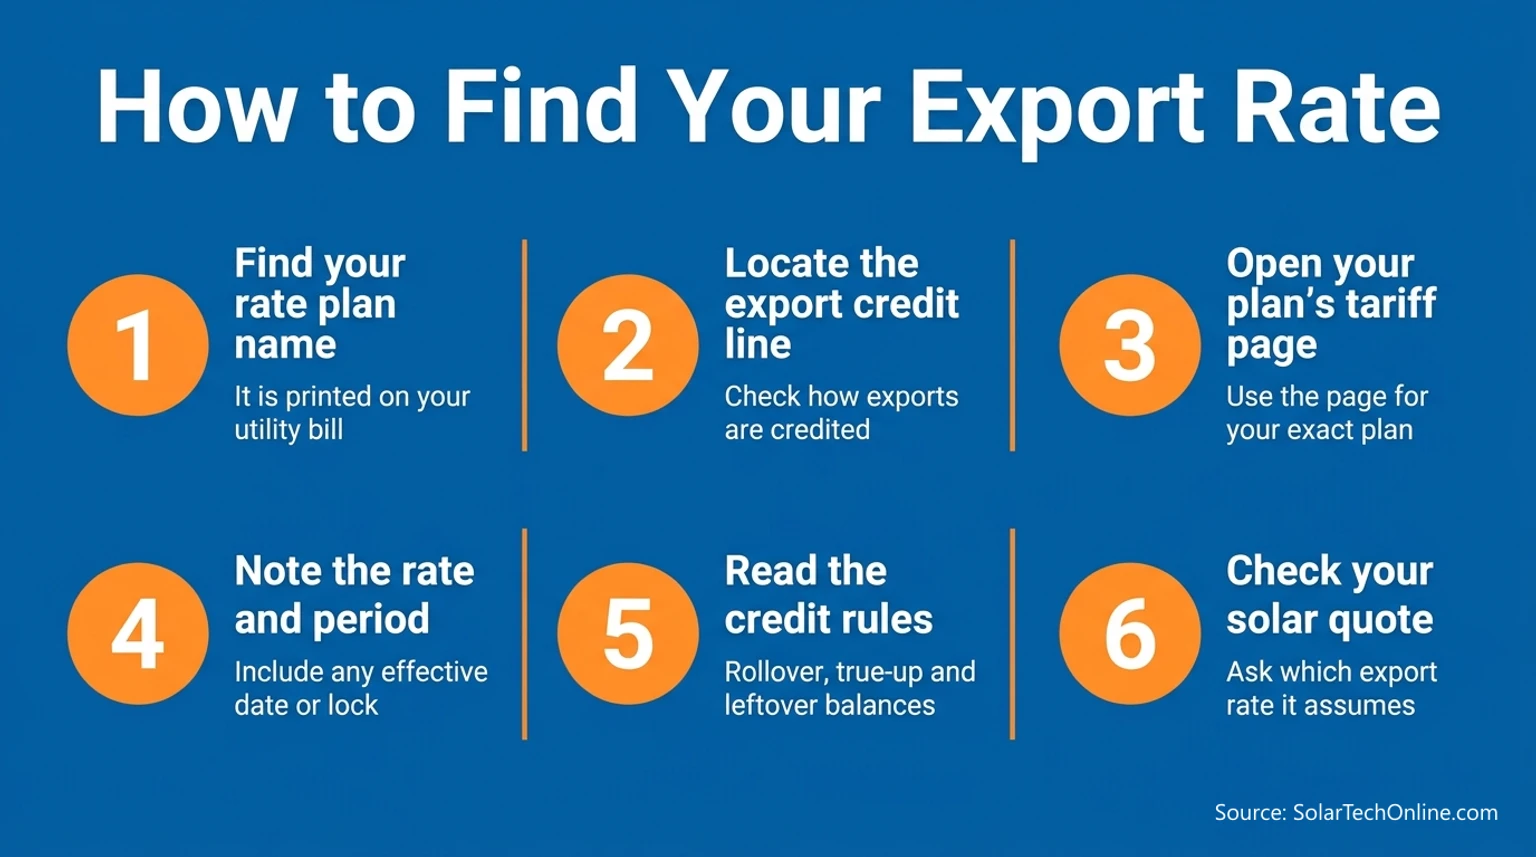 How to Find Your Export Rate
1
Find your
rate plan
name
It is printed on your
utility bill
2
Locate the
export credit
line
Check how exports
are credited
3
Open your
plan’s tariff
page
Use the page for
your exact plan
4
Note the rate
and period
Include any effective
date or lock
5
Read the
credit rules
Rollover, true-up and
leftover balances
6
Check your
solar quote
Ask which export
rate it assumes
Source: SolarTechOnline.com